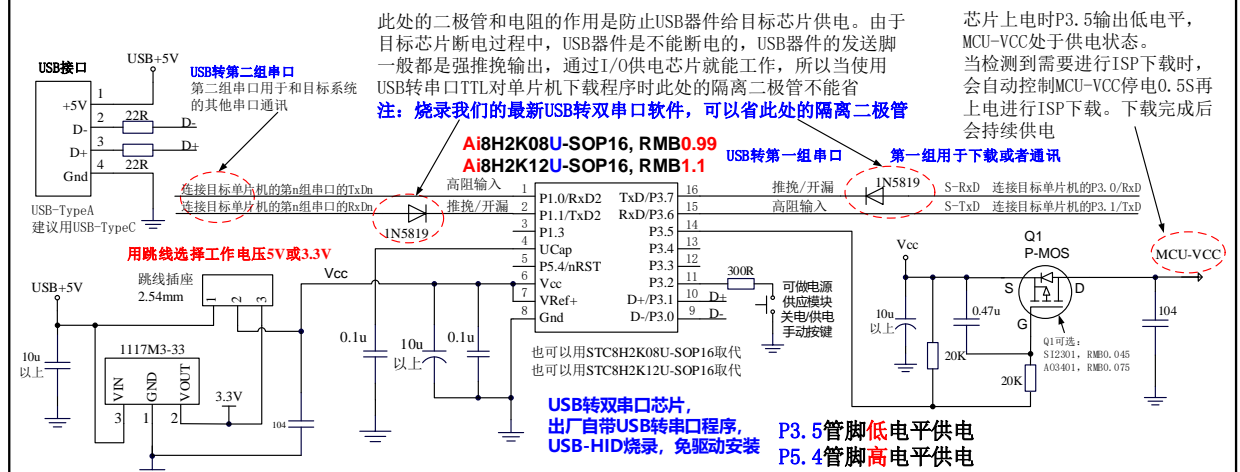 此处的二极管和电阻的作用是防止USB器件给目标芯片供电。由于
目标芯片断电过程中，USB器件是不能断电的，USB器件的发送脚
一般都是强推挽输出，通过I/O供电芯片就能工作，所以当使用
USB转串口TTL对单片机下载程序时此处的隔离二极管不能省
注：烧录我们的最新USB转双串口软件，可以省此处的隔离二极管
芯片上电时P3.5输出低电平，
MCU-VCC处于供电状态。
当检测到需要进行ISP下载时，
会自动控制MCU-VCC停电0.5S再
上电进行ISP下载。下载完成后
会持续供电
USB接口
USB+5V
+5V
D-
D+
Gnd
1
2
3
4
22R
22R
D-
D+
USB-TypeA
建议用USB-TypeC
USB转第二组串口
第二组串口用于和目标系统
的其他串口通讯
连接目标单片机的第n组串口的TxDn
连接目标单片机的第n组串口的RxDn
高阻输入
推挽/开漏
1N5819
Ai8H2K08U-SOP16, RMB0.99
Ai8H2K12U-SOP16, RMB1.1
USB转第一组串口
第一组用于下载或者通讯
1
2
3
4
5
6
7
8
P1.0/RxD2
P1.1/TxD2
P1.3
UCap
P5.4/nRST
Vcc
VRef+
Gnd
TxD/P3.7
RxD/P3.6
P3.5
P3.4
P3.3
P3.2
D+/P3.1
D-/P3.0
16
15
14
13
12
11
10
9
D+
D-
推挽/开漏
高阻输入
1N5819
S-RxD 连接目标单片机的P3.0/RxD
S-TxD 连接目标单片机的P3.1/TxD
300R
可做电源
供应模块
关电/供电
手动按键
也可以用STC8H2K08U-SOP16取代
也可以用STC8H2K12U-SOP16取代
用跳线选择工作电压5V或3.3V
跳线插座
2.54mm
1
2
3
USB+5V
10u
以上
1117M3-33
VIN
GND
VOUT
3
1
2
3.3V
104
Vcc
0.1u
10u
以上
0.1u
USB转双串口芯片，
出厂自带USB转串口程序，
USB-HID烧录，免驱动安装
Vcc
10u
以上
0.47u
20K
20K
Q1
P-MOS
S
D
G
Q1可选：
SI2301, RMB0.045
AO3401, RMB0.075
MCU-VCC
104
P3.5管脚低电平供电
P5.4管脚高电平供电